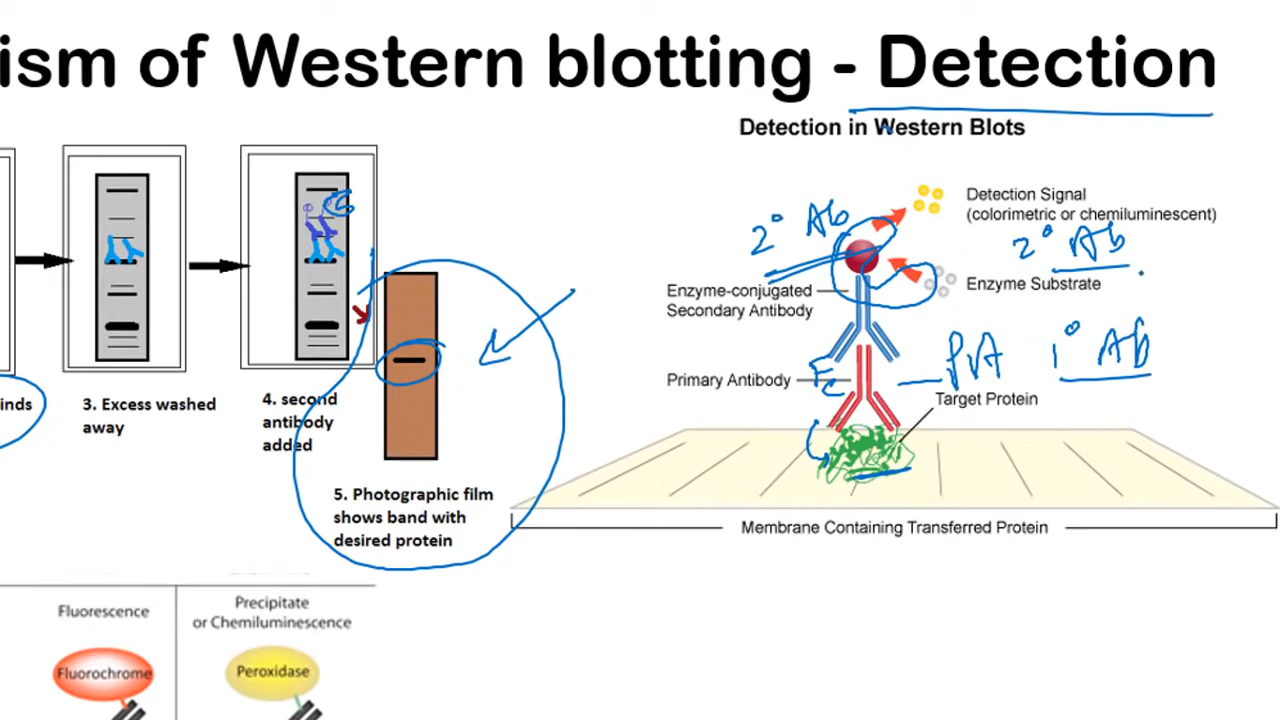 ism of Western blotting - Detection
Detection in Western Blots
Detection Signal
(colorimetric or chemiluminescent)
2° Ab
2° Ab
Enzyme Substrate
Enzyme-conjugated
Secondary Antibody
Fc
PA
1° Ab
Primary Antibody
Target Protein
Membrane Containing Transferred Protein
inds
3. Excess washed
away
4. second
antibody
added
5. Photographic film
shows band with
desired protein
Fluorescence
Fluorochrome
Precipitate
or Chemiluminescence
Peroxidase